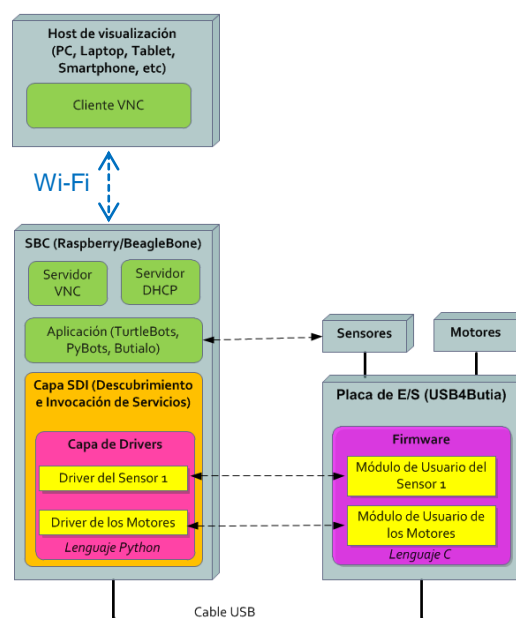 Host de visualización
(PC, Laptop, Tablet,
Smartphone, etc)
Cliente VNC
Wi-Fi
SBC (Raspberry/BeagleBone)
Servidor
VNC
Servidor
DHCP
Aplicación (TurtleBots,
PyBots, Butialo)
Capa SDI (Descubrimiento
e Invocación de Servicios)
Capa de Drivers
Driver del Sensor 1
Driver de los Motores
Lenguaje Python
Sensores
Motores
Placa de E/S (USB4Butia)
Firmware
Módulo de Usuario del
Sensor 1
Módulo de Usuario de
los Motores
Lenguaje C
Cable USB